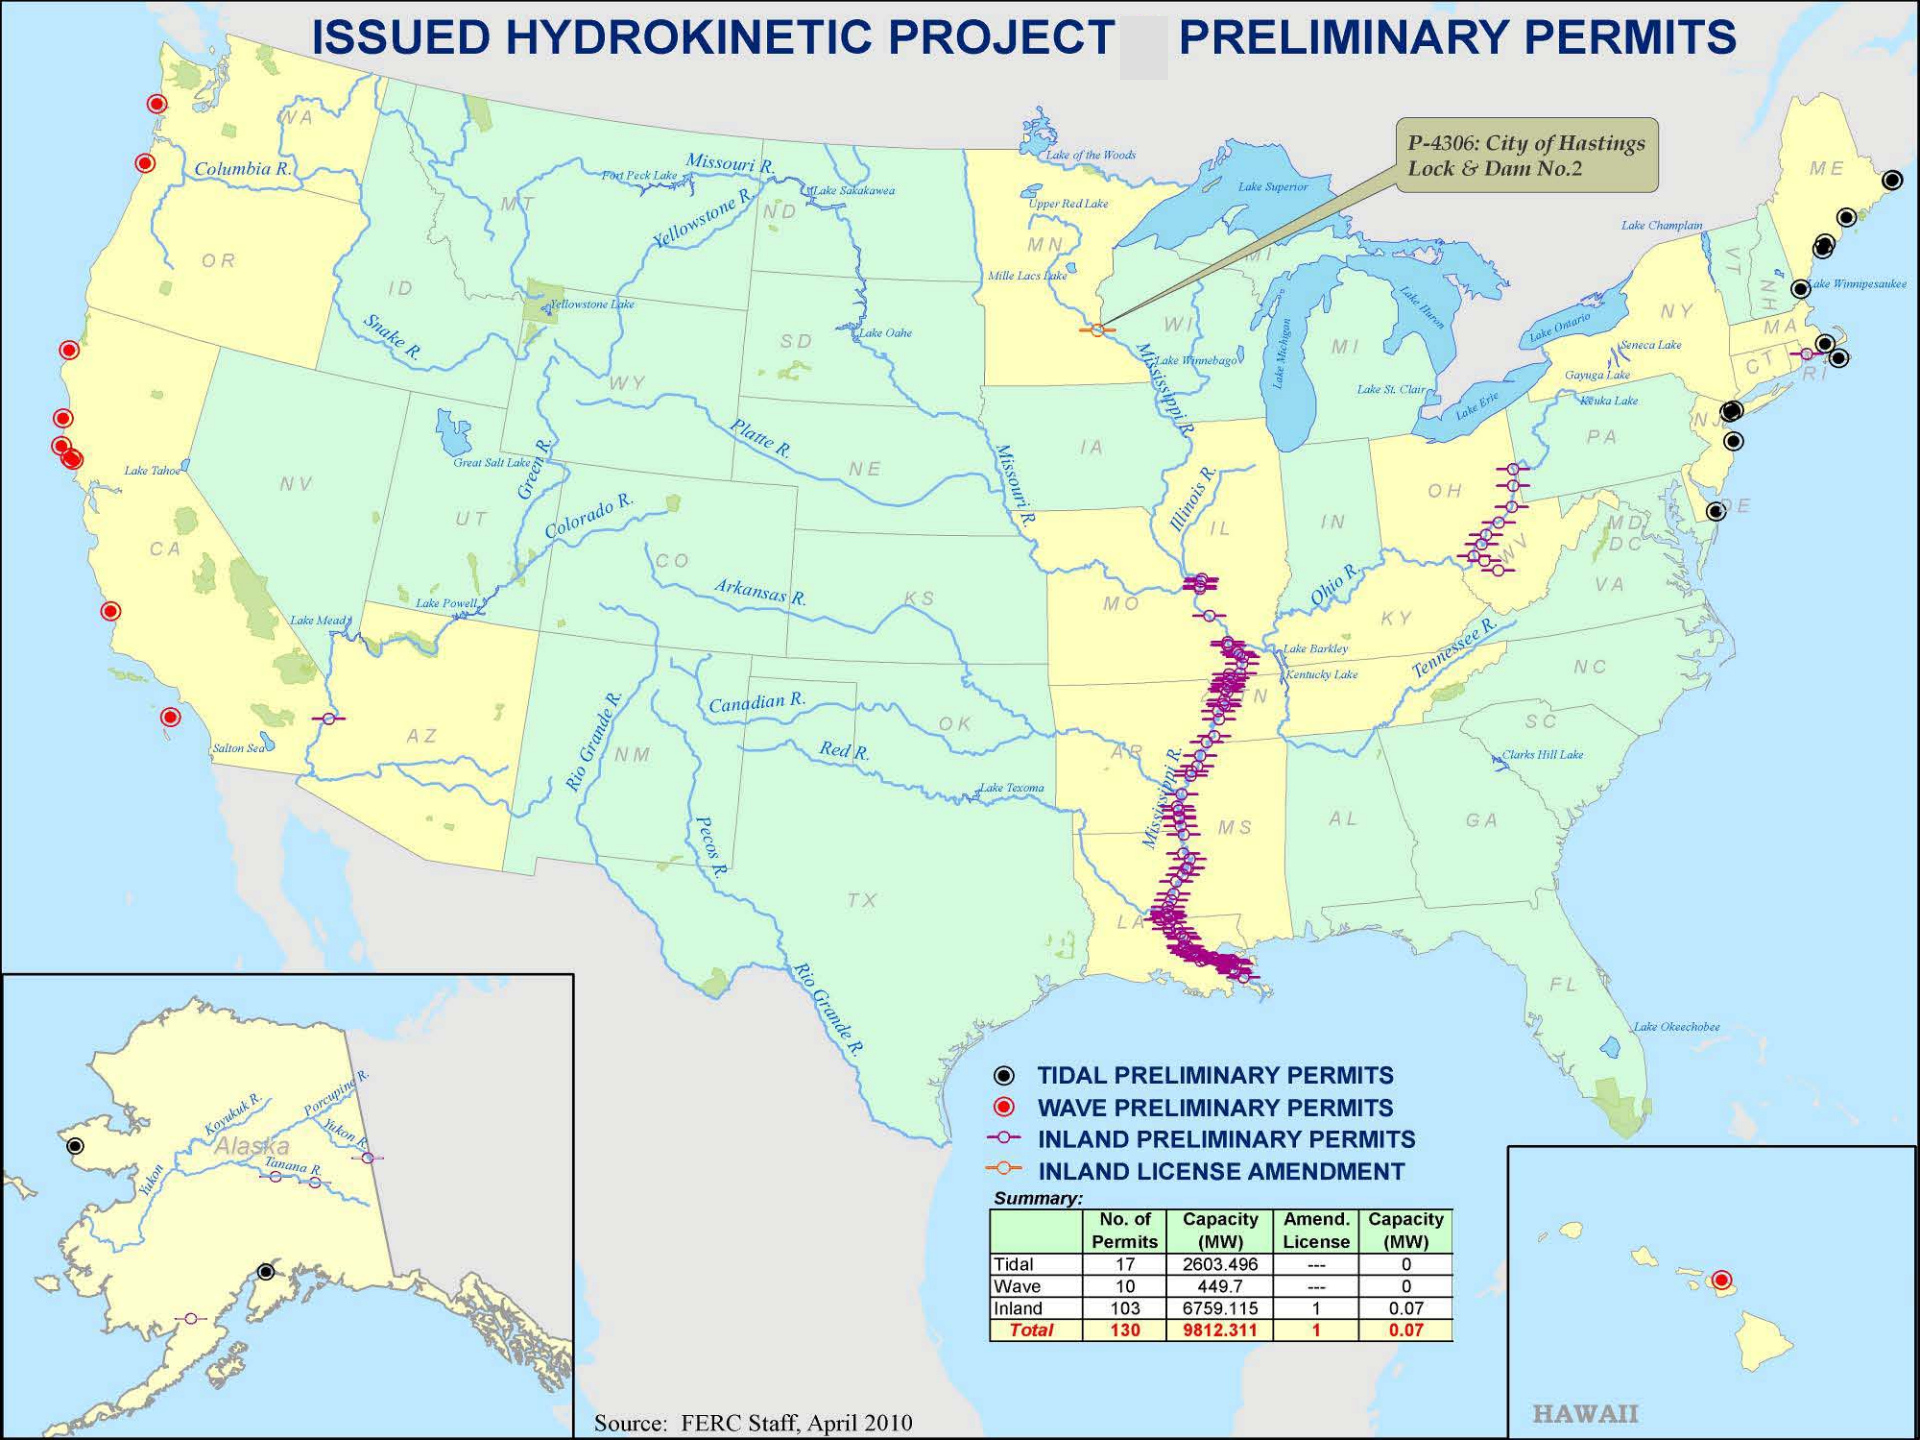 ISSUED HYDROKINETIC PROJECT PRELIMINARY PERMITS
P-4306: City of Hastings
Lock & Dam No.2
WA
Columbia R.
OR
ID
Snake R.
MT
Fort Peck Lake
Missouri R.
Yellowstone R.
Yellowstone Lake
ND
Lake Sakakawea
SD
Lake Oahe
WY
Lake of the Woods
Upper Red Lake
MN
Mille Lacs Lake
Lake Superior
MI
WI
Lake Winnebago
Mississippi R.
Lake Michigan
MI
Lake Huron
Lake St. Clair
Lake Erie
Lake Ontario
Lake Champlain
ME
VT
NH
Lake Winnipesaukee
NY
MA
CT
RI
Seneca Lake
Gayuga Lake
Keuka Lake
PA
NJ
DE
MD
DC
VA
WV
OH
IN
IL
Illinois R.
IA
Missouri R.
NE
Platte R.
Great Salt Lake
Green R.
Lake Tahoe
NV
UT
Colorado R.
CO
CA
Lake Mead
Lake Powell
Arkansas R.
KS
MO
Ohio R.
KY
Lake Barkley
Kentucky Lake
Tennessee R.
TN
NC
SC
Clarks Hill Lake
Salton Sea
AZ
NM
Rio Grande R.
Canadian R.
OK
Red R.
Lake Texoma
AR
Mississippi R.
MS
AL
GA
Pecos R.
TX
LA
FL
Lake Okeechobee
Rio Grande R.
Koyukuk R.
Porcupine R.
Yukon R.
Alaska
Tanana R.
Yukon
TIDAL PRELIMINARY PERMITS
WAVE PRELIMINARY PERMITS
INLAND PRELIMINARY PERMITS
INLAND LICENSE AMENDMENT
Summary:
No. of Permits Capacity (MW) Amend. License Capacity (MW)
Tidal 17 2603.496 --- 0
Wave 10 449.7 --- 0
Inland 103 6759.115 1 0.07
Total 130 9812.311 1 0.07
HAWAII
Source: FERC Staff, April 2010